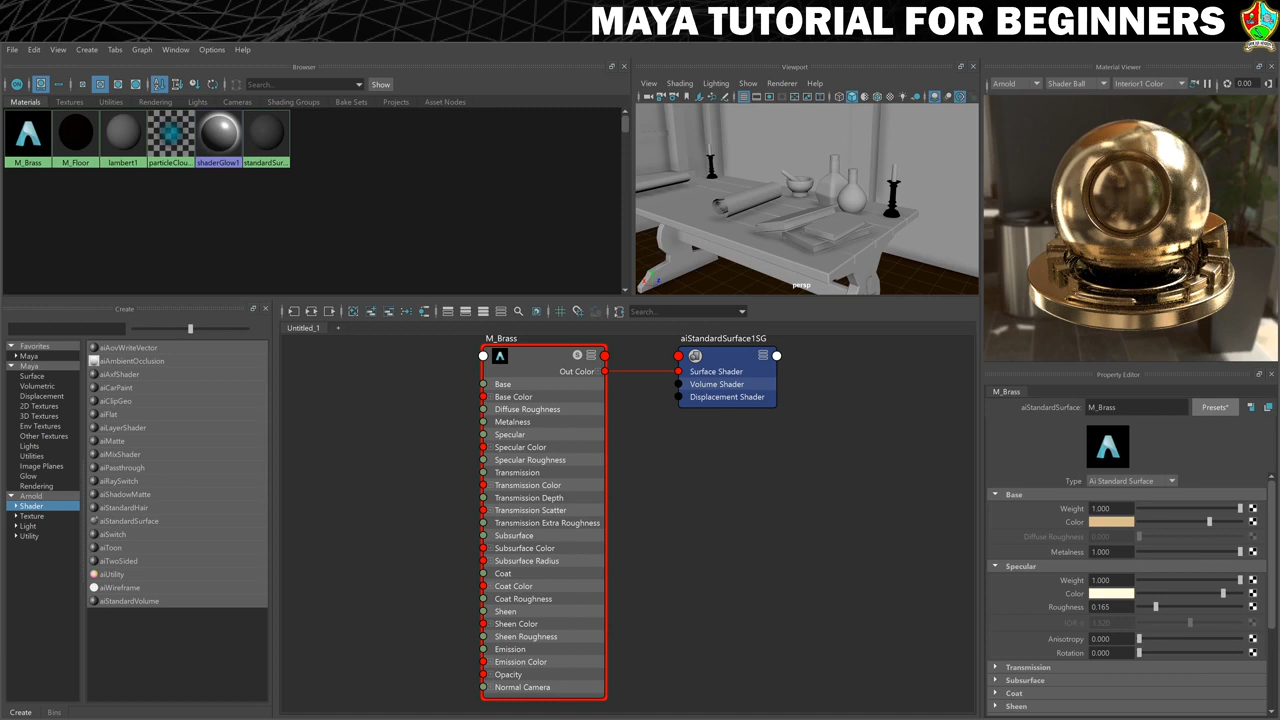 MAYA TUTORIAL FOR BEGINNERS
File Edit View Create Tabs Graph Window Options Help
Browser
Search...
Show
Materials Textures Utilities Rendering Lights Cameras Shading Groups Bake Sets Projects Asset Nodes
M_Brass M_Floor lambert1 particleClou... shaderGlow1 standardSur...
Viewport
View Shading Lighting Show Renderer Help
persp
Material Viewer
Arnold Shader Ball Interior1 Color 0.00
Create
Favorites
Maya
Maya
Surface
Volumetric
Displacement
2D Textures
3D Textures
Env Textures
Other Textures
Lights
Utilities
Image Planes
Glow
Rendering
Arnold
Shader
Texture
Light
Utility
aiAovWriteVector
aiAmbientOcclusion
aiAxfShader
aiCarPaint
aiClipGeo
aiFlat
aiLayerShader
aiMatte
aiMixShader
aiPassthrough
aiRaySwitch
aiShadowMatte
aiStandardHair
aiStandardSurface
aiSwitch
aiToon
aiTwoSided
aiUtility
aiWireframe
aiStandardVolume
Create Bins
Search...
Untitled_1 +
M_Brass
Out Color
Base
Base Color
Diffuse Roughness
Metalness
Specular
Specular Color
Specular Roughness
Transmission
Transmission Color
Transmission Depth
Transmission Scatter
Transmission Extra Roughness
Subsurface
Subsurface Color
Subsurface Radius
Coat
Coat Color
Coat Roughness
Sheen
Sheen Color
Sheen Roughness
Emission
Emission Color
Opacity
Normal Camera
aiStandardSurface1SG
Surface Shader
Volume Shader
Displacement Shader
Property Editor
M_Brass
aiStandardSurface: M_Brass Presets*
Type Ai Standard Surface
Base
Weight 1.000
Color
Diffuse Roughness 0.000
Metalness 1.000
Specular
Weight 1.000
Color
Roughness 0.165
IOR 1.520
Anisotropy 0.000
Rotation 0.000
Transmission
Subsurface
Coat
Sheen